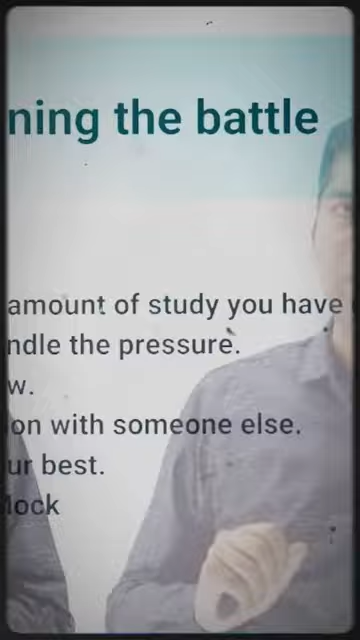 ning the battle
amount of study you have
ndle the pressure.
w.
on with someone else.
ur best.
lock